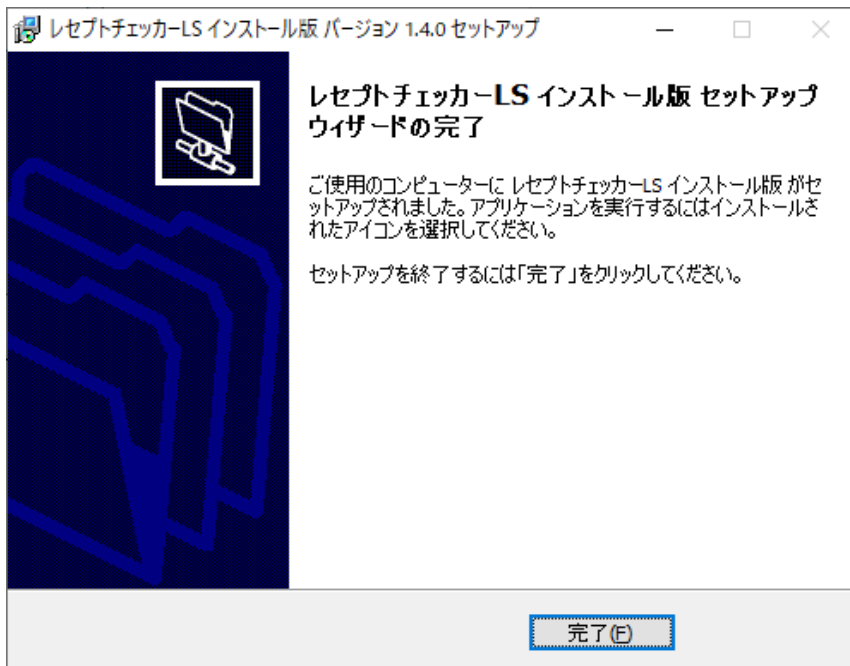 レセプトチェッカーLS インストール版 バージョン 1.4.0 セットアップ
レセプトチェッカーLS インストール版 セットアップ
ウィザードの完了
ご使用のコンピューターに レセプトチェッカーLS インストール版 がセ
ットアップされました。アプリケーションを実行するにはインストールさ
れたアイコンを選択してください。
セットアップを終了するには「完了」をクリックしてください。
完了(F)